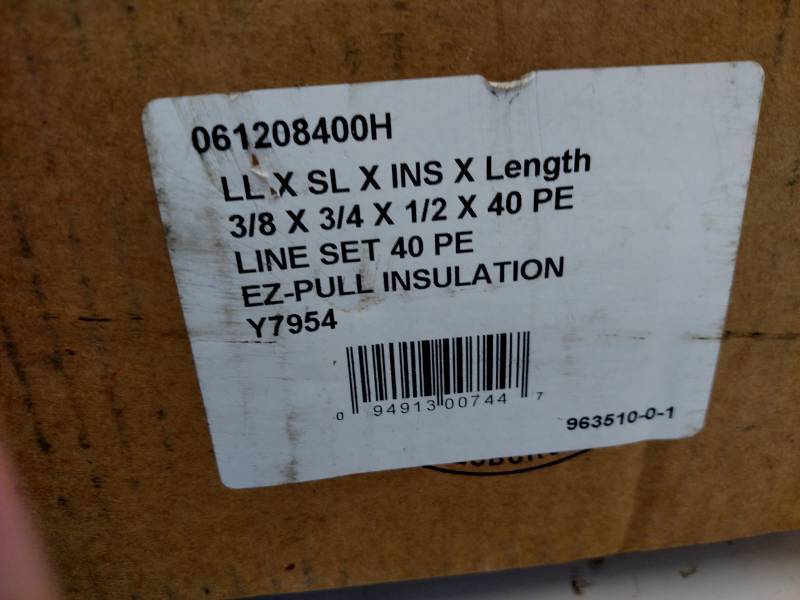 061208400H
LL X SL X INS X Length
3/8 X 3/4 X 1/2 X 40 PE
LINE SET 40 PE
EZ-PULL INSULATION
Y7954
0 94913 00744 7
963510-0-1